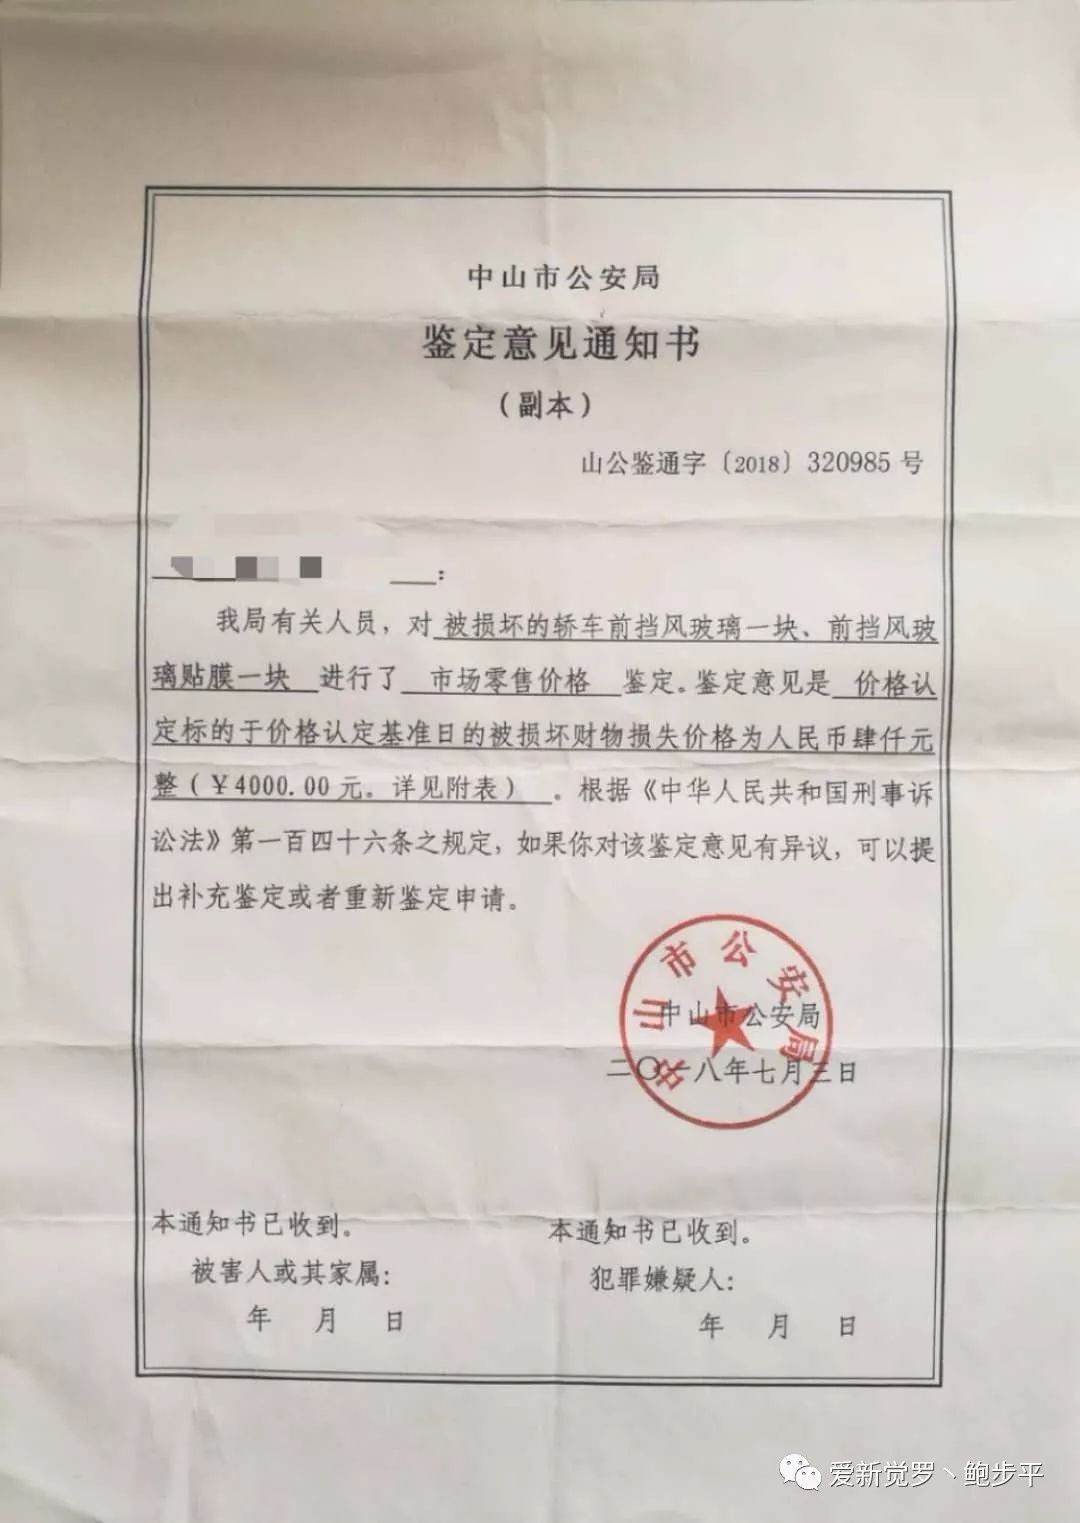 中山市公安局
鉴定意见通知书
（副本）
山公鉴通字〔2018〕320985号
：
我局有关人员，对 被损坏的轿车前挡风玻璃一块、前挡风玻
璃贴膜一块 进行了 市场零售价格 鉴定。鉴定意见是 价格认
定标的于价格认定基准日的被损坏财物损失价格为人民币肆仟元
整（¥4000.00元。详见附表） 。根据《中华人民共和国刑事诉
讼法》第一百四十六条之规定，如果你对该鉴定意见有异议，可以提
出补充鉴定或者重新鉴定申请。
中山市公安局
中山市公安局
二〇一八年七月三日
本通知书已收到。 本通知书已收到。
被害人或其家属： 犯罪嫌疑人：
年 月 日 年 月 日
爱新觉罗丶鲍步平